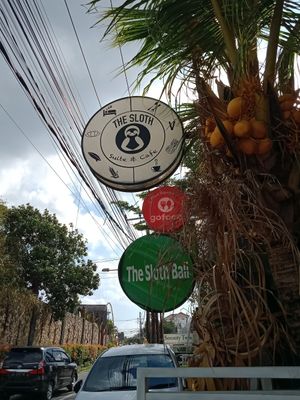 THE SLOTH
Suite & Cafe
gofood
The Sloth Bali